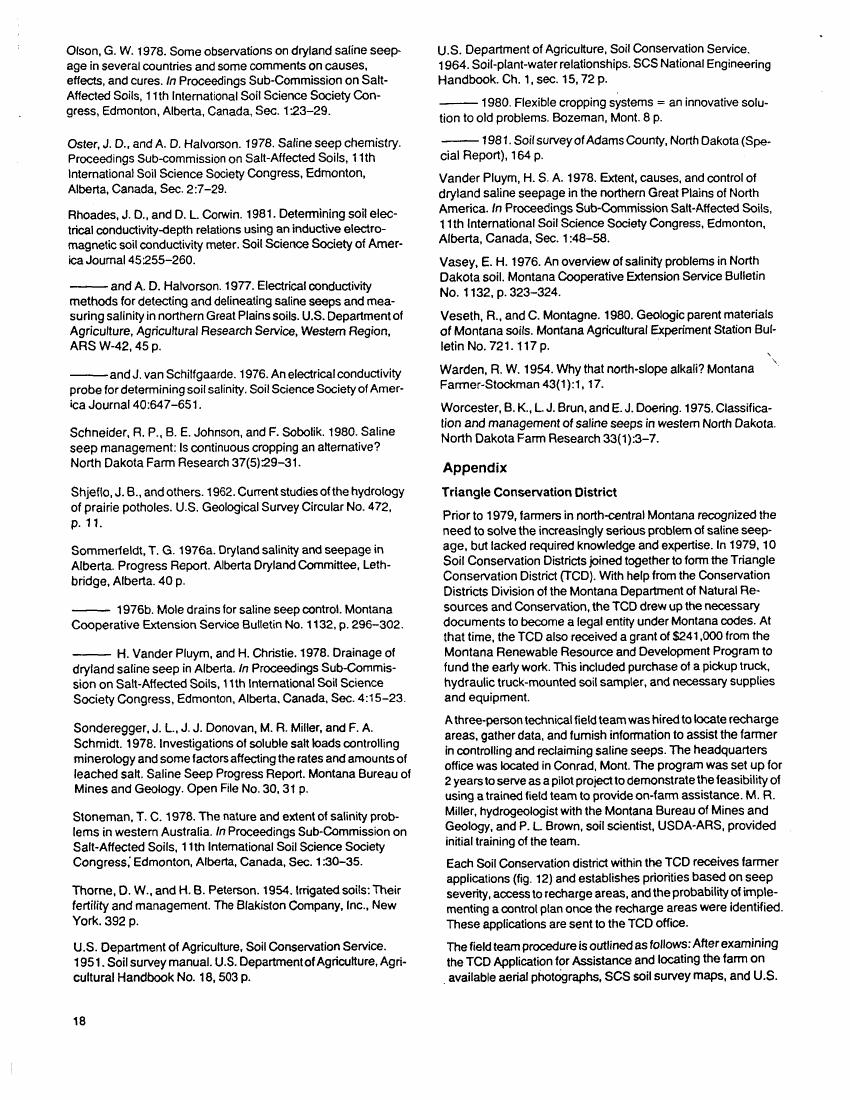 Olson, G. W. 1978. Some observations on dryland saline seep-
age in several countries and some comments on causes,
effects, and cures. In Proceedings Sub-Commission on Salt-
Affected Soils, 11th International Soil Science Society Con-
gress, Edmonton, Alberta, Canada, Sec. 1:23–29.
Oster, J. D., and A. D. Halvorson. 1978. Saline seep chemistry.
Proceedings Sub-commission on Salt-Affected Soils, 11th
International Soil Science Society Congress, Edmonton,
Alberta, Canada, Sec. 2:7–29.
Rhoades, J. D., and D. L. Corwin. 1981. Determining soil elec-
trical conductivity-depth relations using an inductive electro-
magnetic soil conductivity meter. Soil Science Society of Amer-
ica Journal 45:255–260.
——— and A. D. Halvorson. 1977. Electrical conductivity
methods for detecting and delineating saline seeps and mea-
suring salinity in northern Great Plains soils. U.S. Department of
Agriculture, Agricultural Research Service, Western Region,
ARS W-42, 45 p.
——— and J. van Schilfgaarde. 1976. An electrical conductivity
probe for determining soil salinity. Soil Science Society of Amer-
ica Journal 40:647–651.
Schneider, R. P., B. E. Johnson, and F. Sobolik. 1980. Saline
seep management: Is continuous cropping an alternative?
North Dakota Farm Research 37(5):29–31.
Shjeflo, J. B., and others. 1962. Current studies of the hydrology
of prairie potholes. U.S. Geological Survey Circular No. 472,
p. 11.
Sommerfeldt, T. G. 1976a. Dryland salinity and seepage in
Alberta. Progress Report. Alberta Dryland Committee, Leth-
bridge, Alberta. 40 p.
——— 1976b. Mole drains for saline seep control. Montana
Cooperative Extension Service Bulletin No. 1132, p. 296–302.
——— H. Vander Pluym, and H. Christie. 1978. Drainage of
dryland saline seep in Alberta. In Proceedings Sub-Commis-
sion on Salt-Affected Soils, 11th International Soil Science
Society Congress, Edmonton, Alberta, Canada, Sec. 4:15–23.
Sonderegger, J. L., J. J. Donovan, M. R. Miller, and F. A.
Schmidt. 1978. Investigations of soluble salt loads controlling
minerology and some factors affecting the rates and amounts of
leached salt. Saline Seep Progress Report. Montana Bureau of
Mines and Geology. Open File No. 30, 31 p.
Stoneman, T. C. 1978. The nature and extent of salinity prob-
lems in western Australia. In Proceedings Sub-Commission on
Salt-Affected Soils, 11th International Soil Science Society
Congress, Edmonton, Alberta, Canada, Sec. 1:30–35.
Thorne, D. W., and H. B. Peterson. 1954. Irrigated soils: Their
fertility and management. The Blakiston Company, Inc., New
York. 392 p.
U.S. Department of Agriculture, Soil Conservation Service.
1951. Soil survey manual. U.S. Department of Agriculture, Agri-
cultural Handbook No. 18, 503 p.
U.S. Department of Agriculture, Soil Conservation Service.
1964. Soil-plant-water relationships. SCS National Engineering
Handbook. Ch. 1, sec. 15, 72 p.
——— 1980. Flexible cropping systems = an innovative solu-
tion to old problems. Bozeman, Mont. 8 p.
——— 1981. Soil survey of Adams County, North Dakota (Spe-
cial Report), 164 p.
Vander Pluym, H. S. A. 1978. Extent, causes, and control of
dryland saline seepage in the northern Great Plains of North
America. In Proceedings Sub-Commission Salt-Affected Soils,
11th International Soil Science Society Congress, Edmonton,
Alberta, Canada, Sec. 1:48–58.
Vasey, E. H. 1976. An overview of salinity problems in North
Dakota soil. Montana Cooperative Extension Service Bulletin
No. 1132, p. 323–324.
Veseth, R., and C. Montagne. 1980. Geologic parent materials
of Montana soils. Montana Agricultural Experiment Station Bul-
letin No. 721. 117 p.
Warden, R. W. 1954. Why that north-slope alkali? Montana
Farmer-Stockman 43(1):1, 17.
Worcester, B. K., L. J. Brun, and E. J. Doering. 1975. Classifica-
tion and management of saline seeps in western North Dakota.
North Dakota Farm Research 33(1):3–7.
Appendix
Triangle Conservation District
Prior to 1979, farmers in north-central Montana recognized the
need to solve the increasingly serious problem of saline seep-
age, but lacked required knowledge and expertise. In 1979, 10
Soil Conservation Districts joined together to form the Triangle
Conservation District (TCD). With help from the Conservation
Districts Division of the Montana Department of Natural Re-
sources and Conservation, the TCD drew up the necessary
documents to become a legal entity under Montana codes. At
that time, the TCD also received a grant of $241,000 from the
Montana Renewable Resource and Development Program to
fund the early work. This included purchase of a pickup truck,
hydraulic truck-mounted soil sampler, and necessary supplies
and equipment.
A three-person technical field team was hired to locate recharge
areas, gather data, and furnish information to assist the farmer
in controlling and reclaiming saline seeps. The headquarters
office was located in Conrad, Mont. The program was set up for
2 years to serve as a pilot project to demonstrate the feasibility of
using a trained field team to provide on-farm assistance. M. R.
Miller, hydrogeologist with the Montana Bureau of Mines and
Geology, and P. L. Brown, soil scientist, USDA-ARS, provided
initial training of the team.
Each Soil Conservation district within the TCD receives farmer
applications (fig. 12) and establishes priorities based on seep
severity, access to recharge areas, and the probability of imple-
menting a control plan once the recharge areas were identified.
These applications are sent to the TCD office.
The field team procedure is outlined as follows: After examining
the TCD Application for Assistance and locating the farm on
available aerial photographs, SCS soil survey maps, and U.S.
18